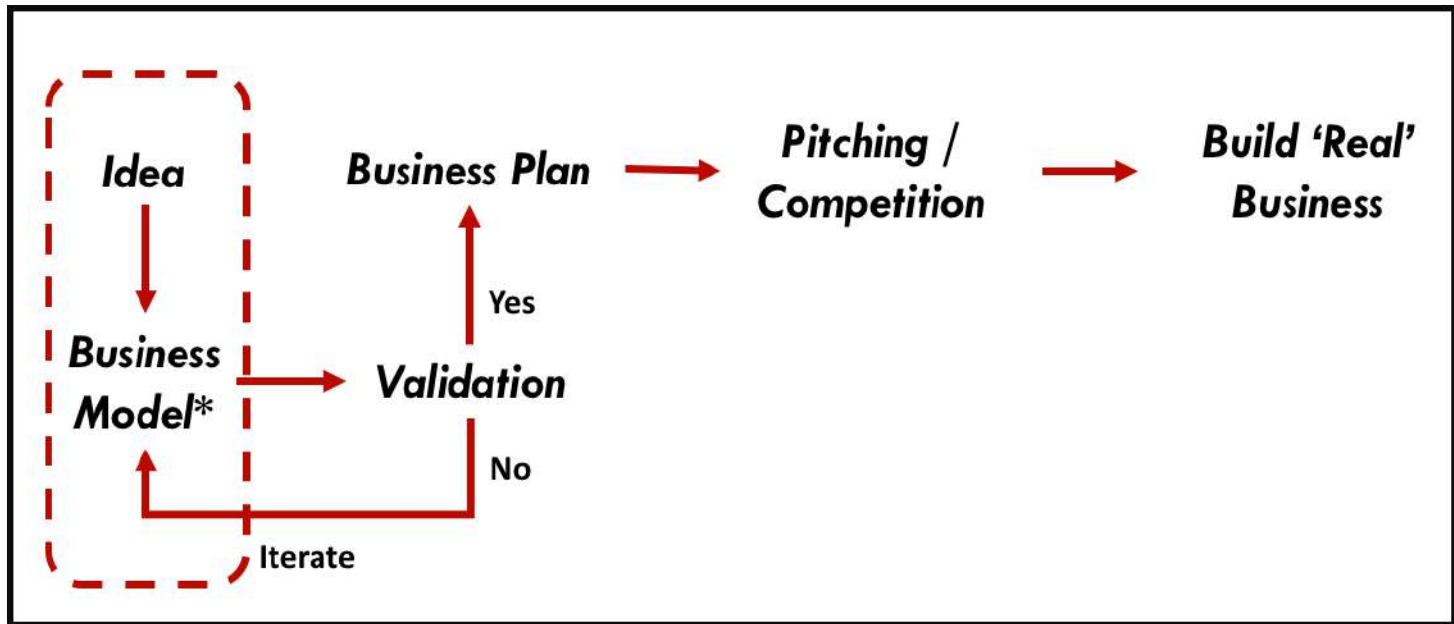 Idea
Business
Model*
Business Plan
Yes
Validation
No
Iterate
Pitching /
Competition
Build ‘Real’
Business